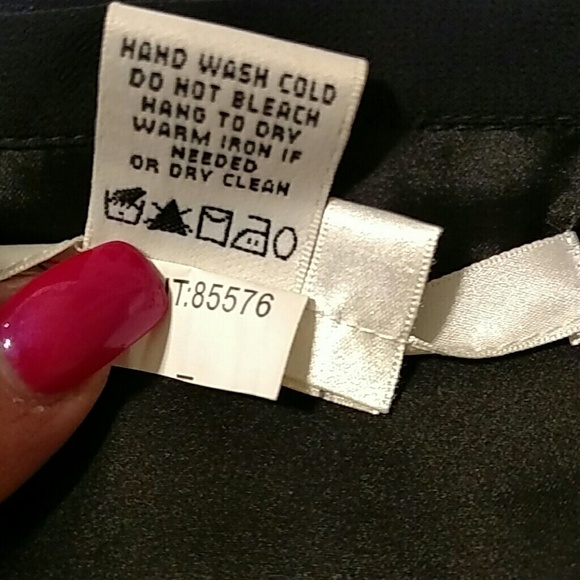 HAND WASH COLD
DO NOT BLEACH
HANG TO DRY
WARM IRON IF
NEEDED
OR DRY CLEAN
T:85576